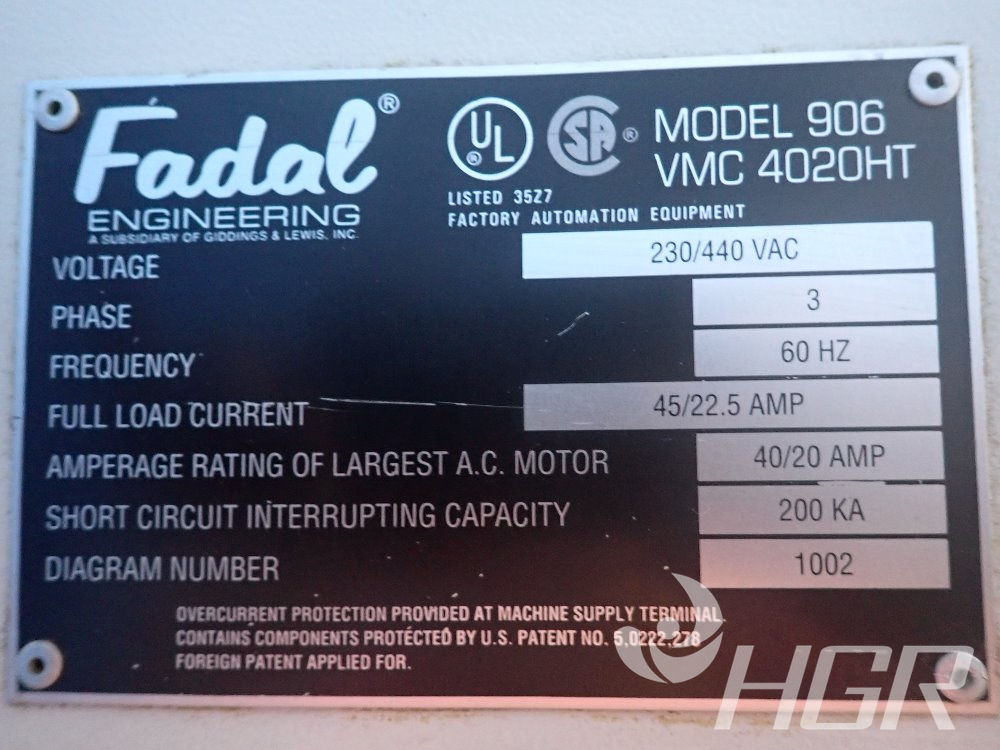 Fadal®
ENGINEERING
A SUBSIDIARY OF GIDDINGS & LEWIS, INC.
UL ®
LISTED 35Z7
FACTORY AUTOMATION EQUIPMENT
SA ®
MODEL 906
VMC 4020HT
VOLTAGE 230/440 VAC
PHASE 3
FREQUENCY 60 HZ
FULL LOAD CURRENT 45/22.5 AMP
AMPERAGE RATING OF LARGEST A.C. MOTOR 40/20 AMP
SHORT CIRCUIT INTERRUPTING CAPACITY 200 KA
DIAGRAM NUMBER 1002
OVERCURRENT PROTECTION PROVIDED AT MACHINE SUPPLY TERMINAL.
CONTAINS COMPONENTS PROTECTED BY U.S. PATENT NO. 5,0222,278
FOREIGN PATENT APPLIED FOR.
HGR